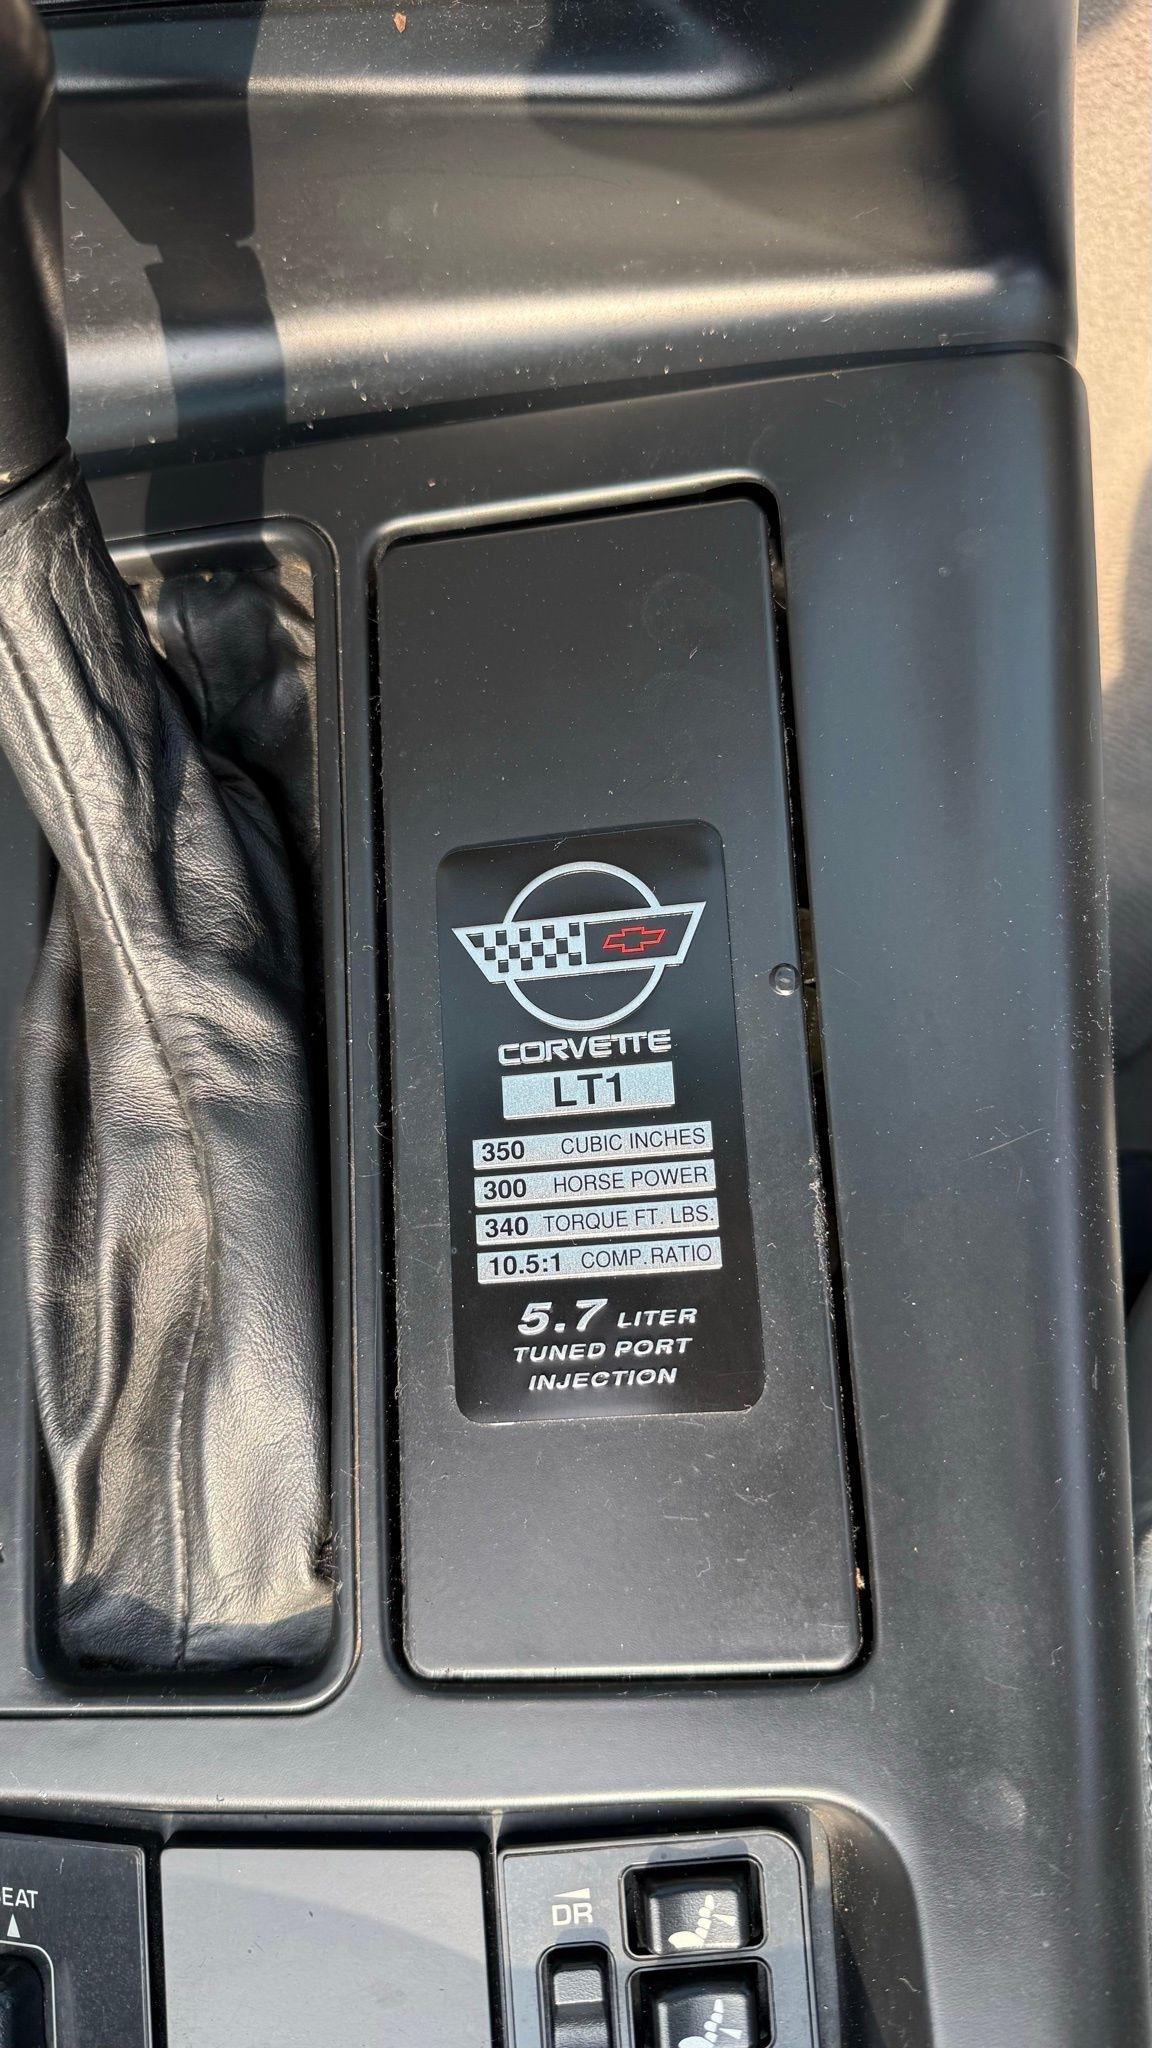 CORVETTE
LT1
350 CUBIC INCHES
300 HORSE POWER
340 TORQUE FT. LBS.
10.5:1 COMP. RATIO
5.7 LITER
TUNED PORT
INJECTION
EAT
DR